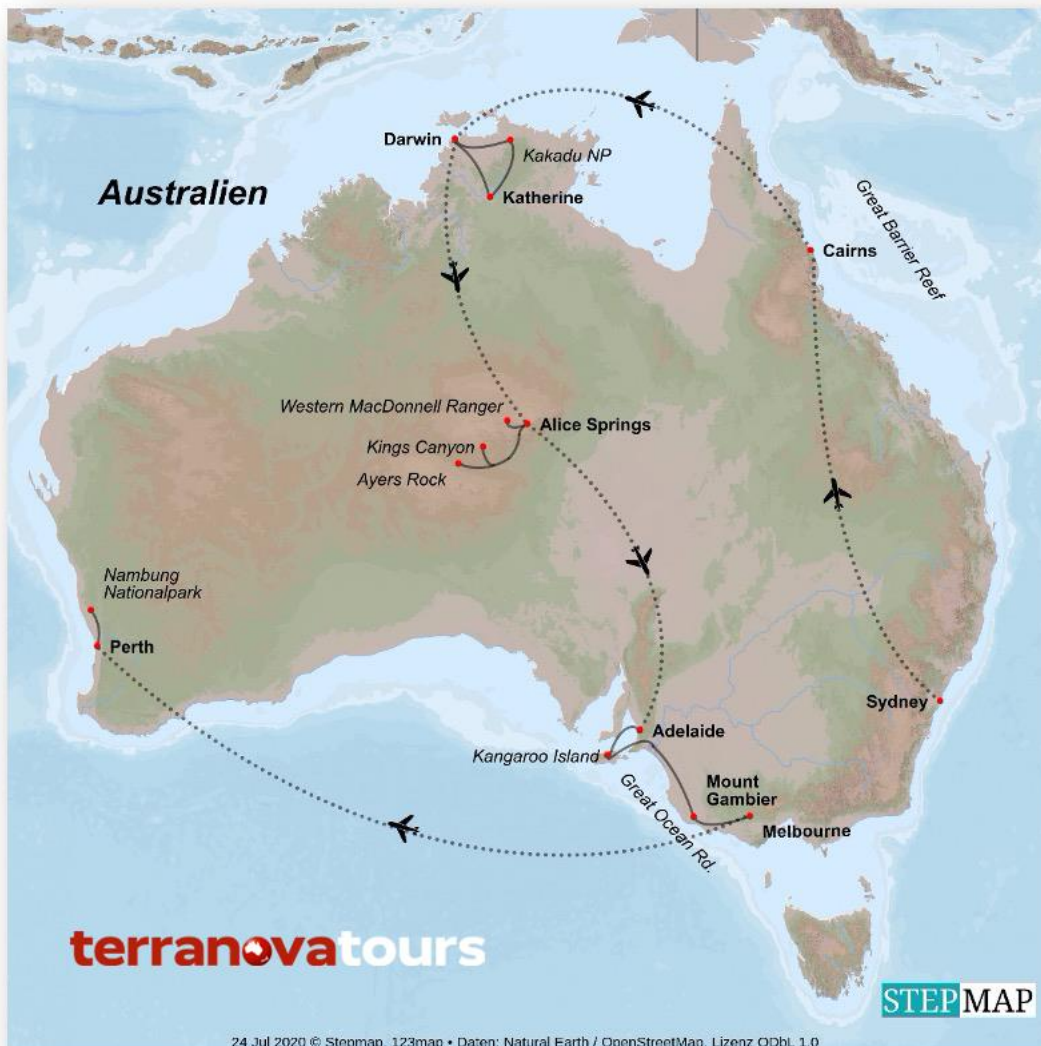 Darwin
Kakadu NP
Australien
Katherine
Great Barrier Reef
Cairns
Western MacDonnell Ranger
Alice Springs
Kings Canyon
Ayers Rock
Nambung
Nationalpark
Perth
Sydney
Adelaide
Kangaroo Island
Great Ocean Rd.
Mount
Gambier
Melbourne
terranovatours
STEPMAP
24 Jul 2020 © Stepmap, 123map • Daten: Natural Earth / OpenStreetMap, Lizenz ODbL 1.0